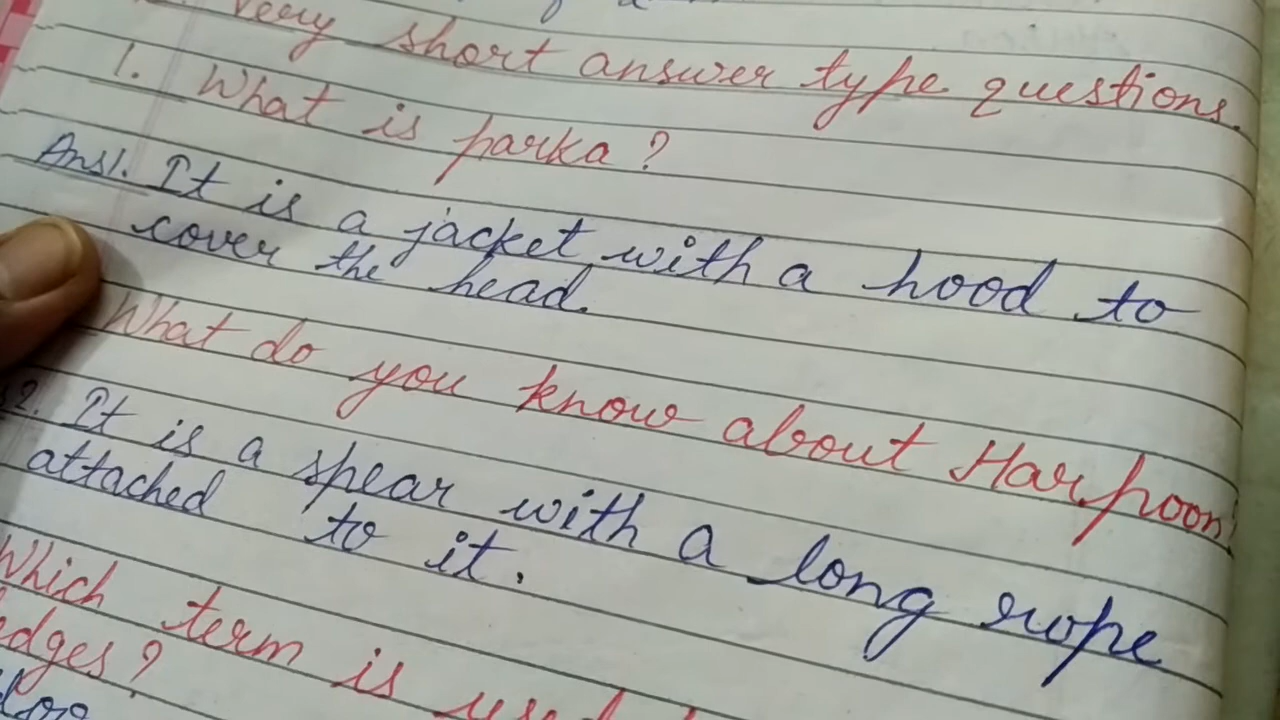 Very short answer type questions.
1. What is parka?
Ans1. It is a jacket with a hood to
cover the head.
What do you know about Harpoon?
2. It is a spear with a long rope
attached to it.
Which term is used
edges?